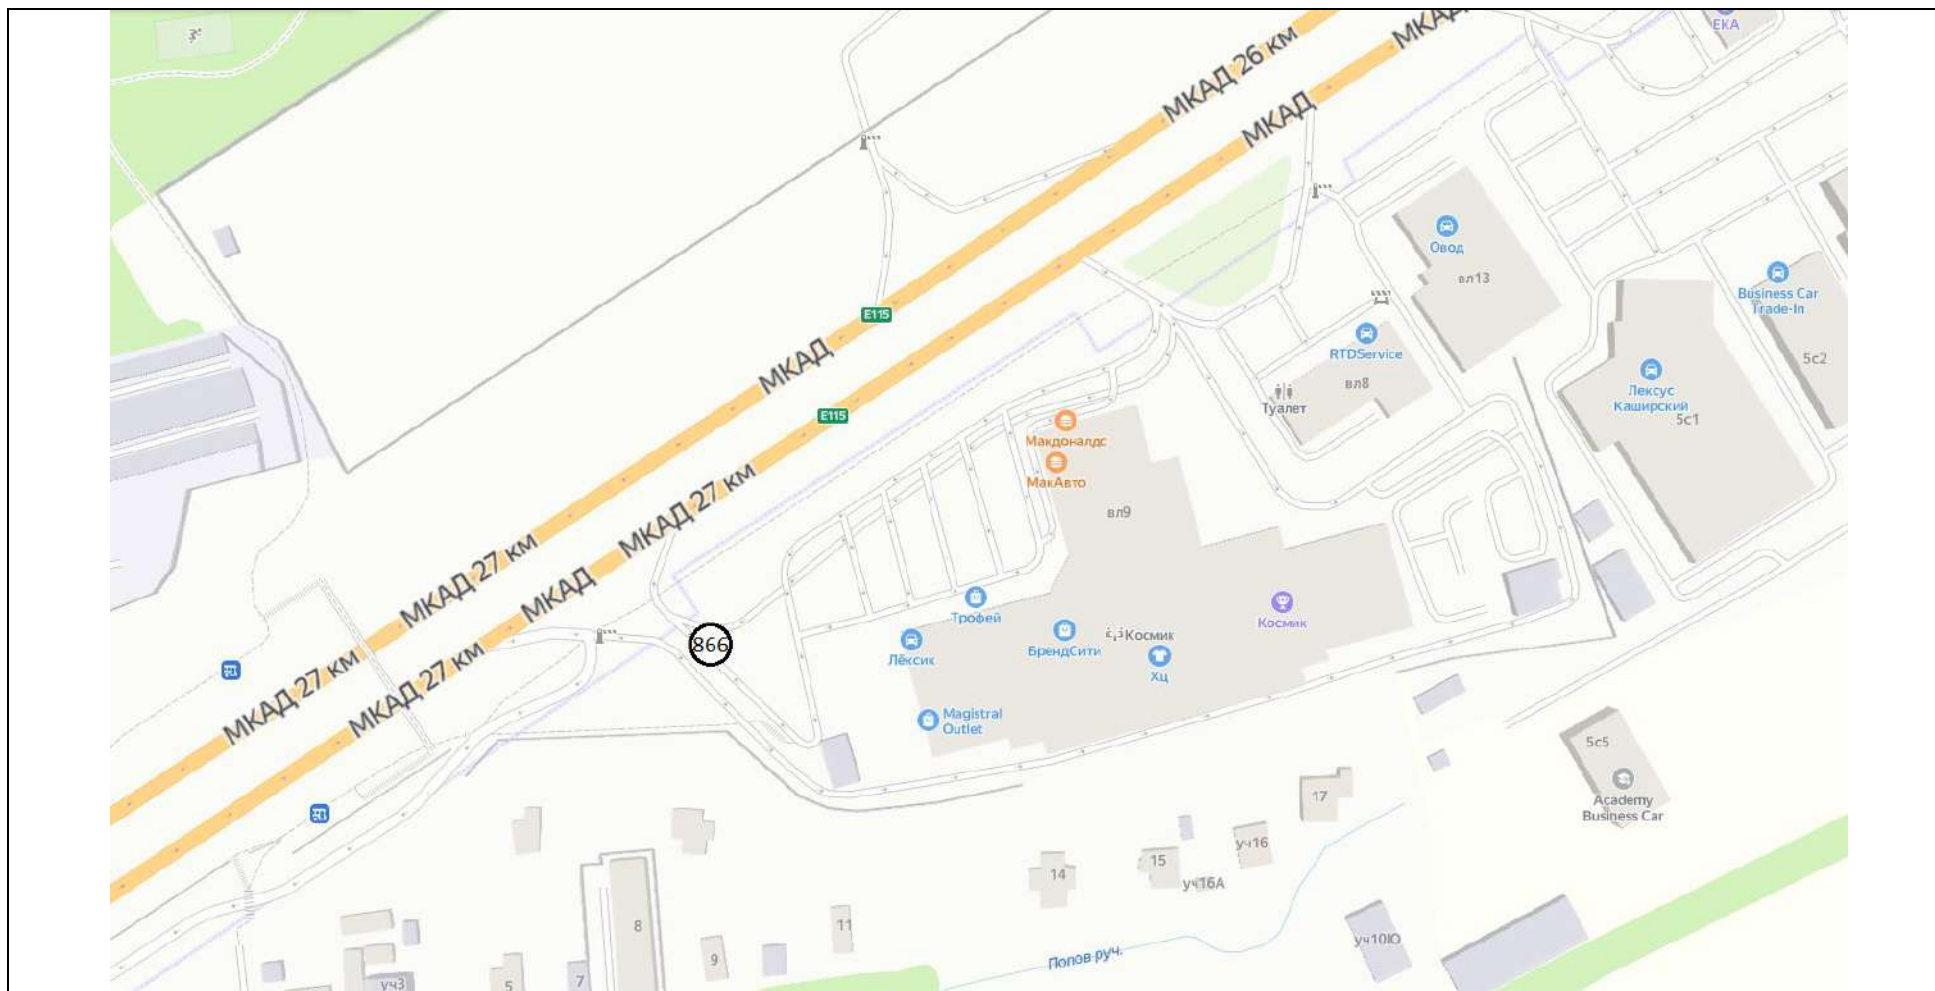 ЕКА
МКАД 26 км
МКАД
МКАД
Овод
вл13
Business Car
Trade-In
5с2
Е115
RTDService
вл8
Туалет
Лексус
Каширский
5с1
МКАД
Е115
Макдоналдс
МакАвто
вл9
МКАД 27 км
МКАД 27 км
МКАД
Трофей
Космик
866
Лёксик
БрендСити
Космик
Хц
МКАД 27 км
МКАД 27 км
Magistral
Outlet
5с5
Academy
Business Car
17
уч16
15
14
уч16А
8
11
9
уч10Ю
Попов руч.
уч3
5
7